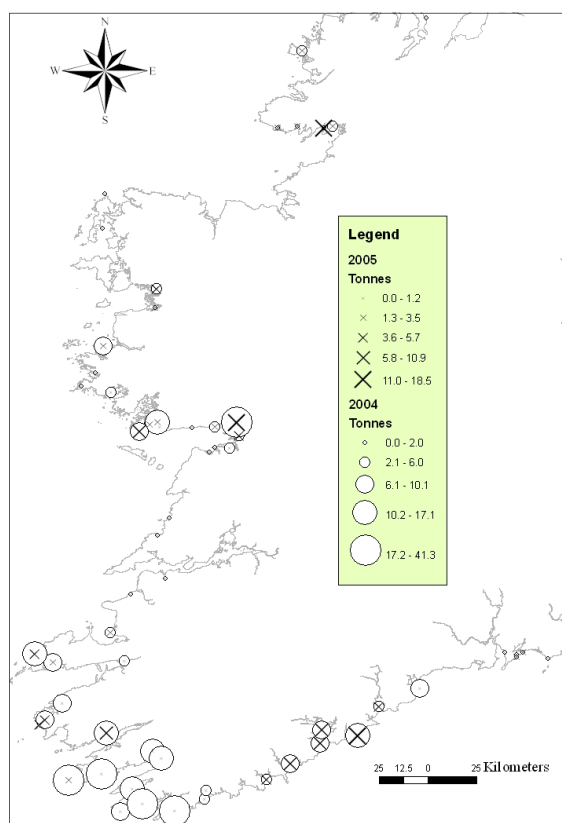 N
W E
S
Legend
2005
Tonnes
0.0 - 1.2
1.3 - 3.5
3.6 - 5.7
5.8 - 10.9
11.0 - 18.5
2004
Tonnes
0.0 - 2.0
2.1 - 6.0
6.1 - 10.1
10.2 - 17.1
17.2 - 41.3
25 12.5 0 25 Kilometers